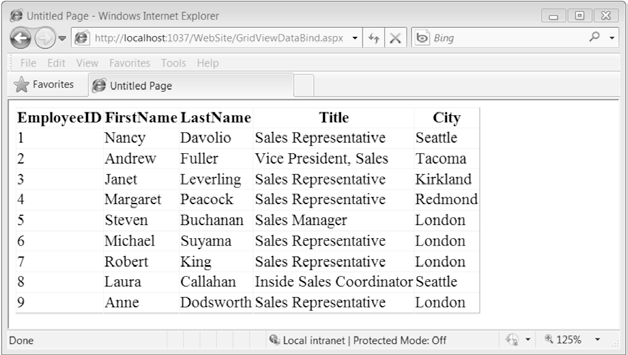 Untitled Page - Windows Internet Explorer
http://localhost:1037/WebSite/GridViewDataBind.aspx Bing
File Edit View Favorites Tools Help
Favorites Untitled Page
EmployeeID FirstName LastName Title City
1 Nancy Davolio Sales Representative Seattle
2 Andrew Fuller Vice President, Sales Tacoma
3 Janet Leverling Sales Representative Kirkland
4 Margaret Peacock Sales Representative Redmond
5 Steven Buchanan Sales Manager London
6 Michael Suyama Sales Representative London
7 Robert King Sales Representative London
8 Laura Callahan Inside Sales Coordinator Seattle
9 Anne Dodsworth Sales Representative London
Done Local intranet | Protected Mode: Off 125%